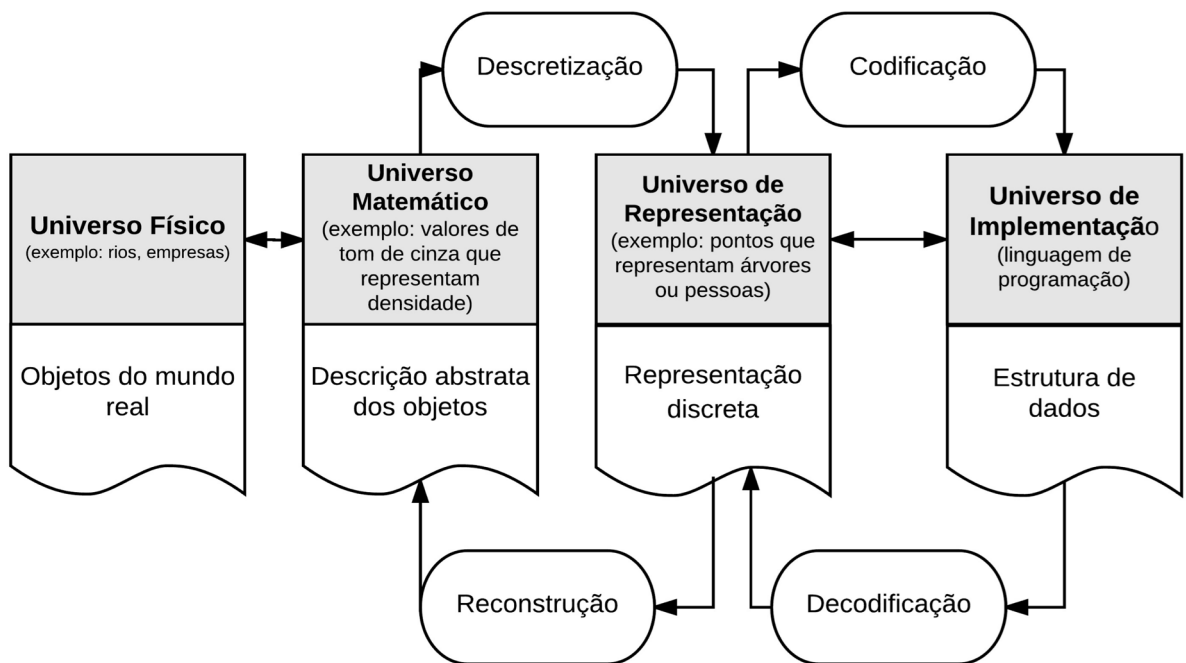 Descretização
Codificação
Universo Físico
(exemplo: rios, empresas)
Objetos do mundo
real
Universo
Matemático
(exemplo: valores de
tom de cinza que
representam
densidade)
Descrição abstrata
dos objetos
Universo de
Representação
(exemplo: pontos que
representam árvores
ou pessoas)
Representação
discreta
Universo de
Implementação
(linguagem de
programação)
Estrutura de
dados
Reconstrução
Decodificação